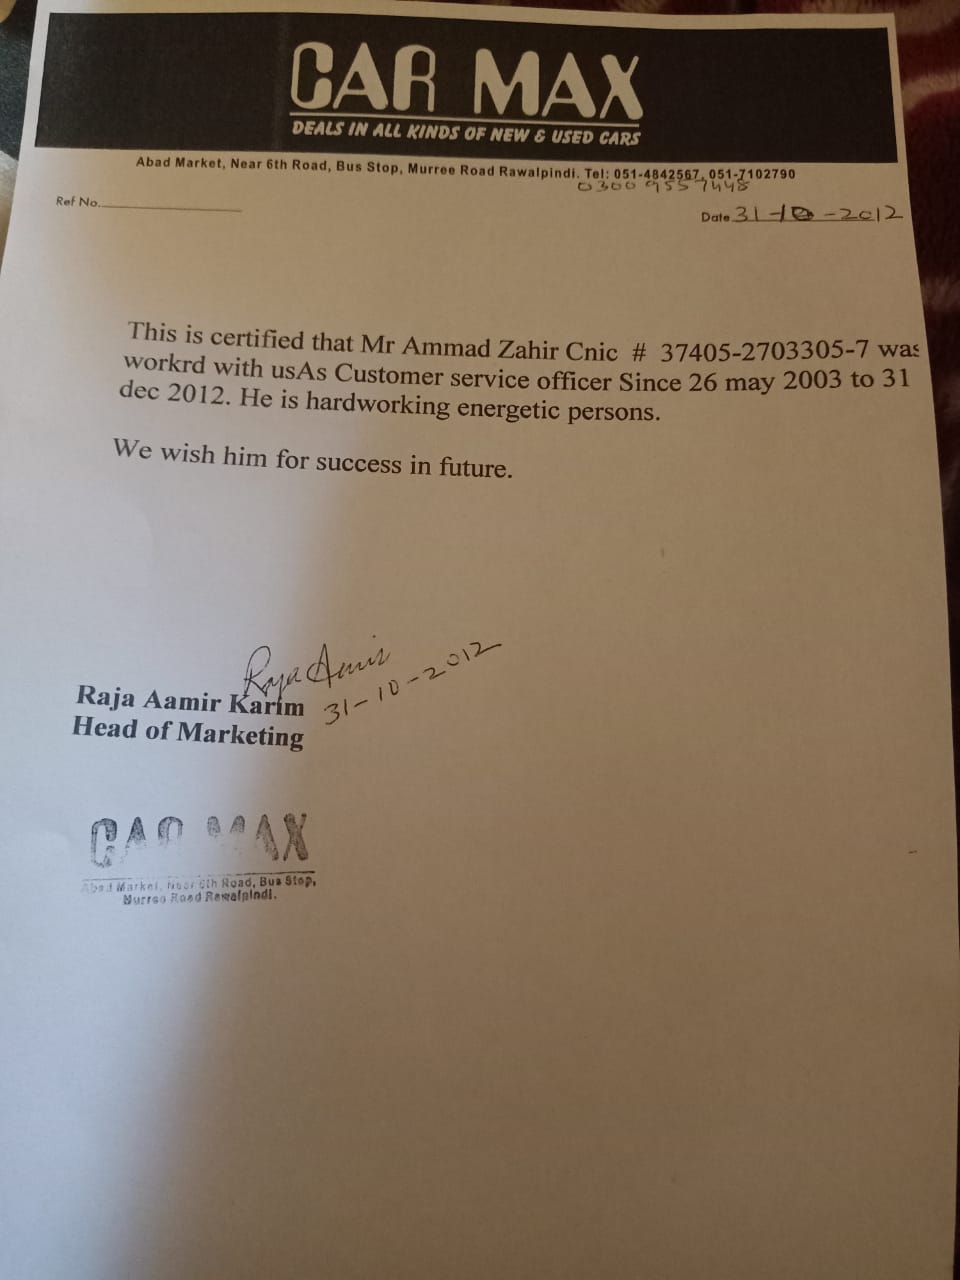 CAR MAX
DEALS IN ALL KINDS OF NEW & USED CARS
Abad Market, Near 6th Road, Bus Stop, Murree Road Rawalpindi. Tel: 051-4842567, 051-7102790
0300 9557448
Ref No.
Date 31-10-2012
This is certified that Mr Ammad Zahir Cnic # 37405-2703305-7 was
workrd with usAs Customer service officer Since 26 may 2003 to 31
dec 2012. He is hardworking energetic persons.
We wish him for success in future.
Raja Aamir
31-10-2012
Raja Aamir Karim
Head of Marketing
CAR MAX
Abad Market, Near 6th Road, Bus Stop,
Murree Road Rawalpindi.